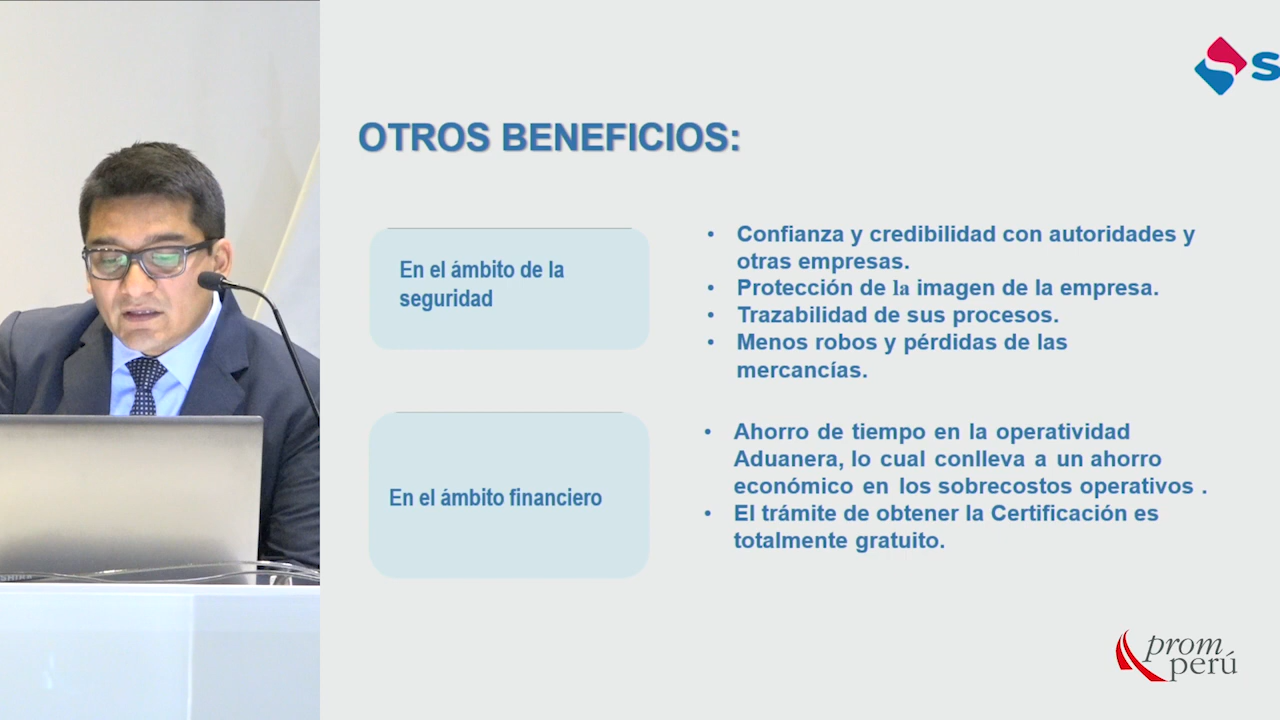 S
OTROS BENEFICIOS:
En el ámbito de la
seguridad
• Confianza y credibilidad con autoridades y
otras empresas.
• Protección de la imagen de la empresa.
• Trazabilidad de sus procesos.
• Menos robos y pérdidas de las
mercancías.
En el ámbito financiero
• Ahorro de tiempo en la operatividad
Aduanera, lo cual conlleva a un ahorro
económico en los sobrecostos operativos .
• El trámite de obtener la Certificación es
totalmente gratuito.
prom
perú